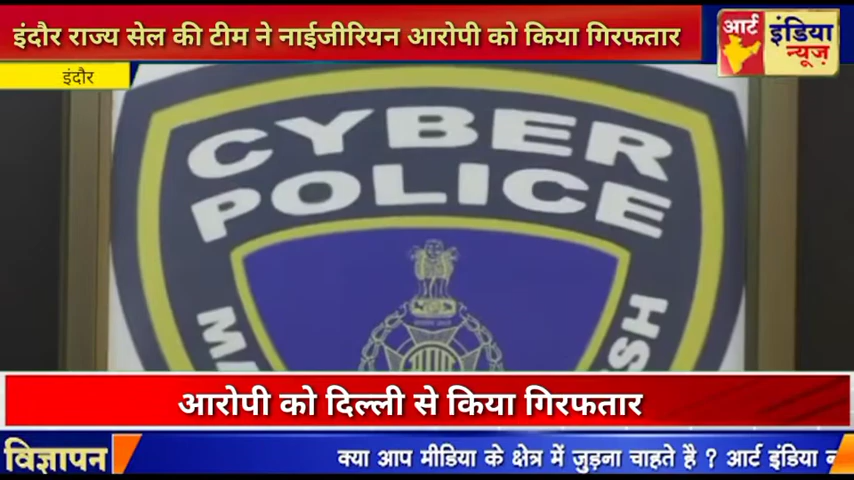 इंदौर राज्य सेल की टीम ने नाईजीरियन आरोपी को किया गिरफतार
आर्ट इंडिया न्यूज़
इंदौर
CYBER
POLICE
आरोपी को दिल्ली से किया गिरफतार
विज्ञापन
क्या आप मीडिया के क्षेत्र में जुड़ना चाहते है ? आर्ट इंडिया